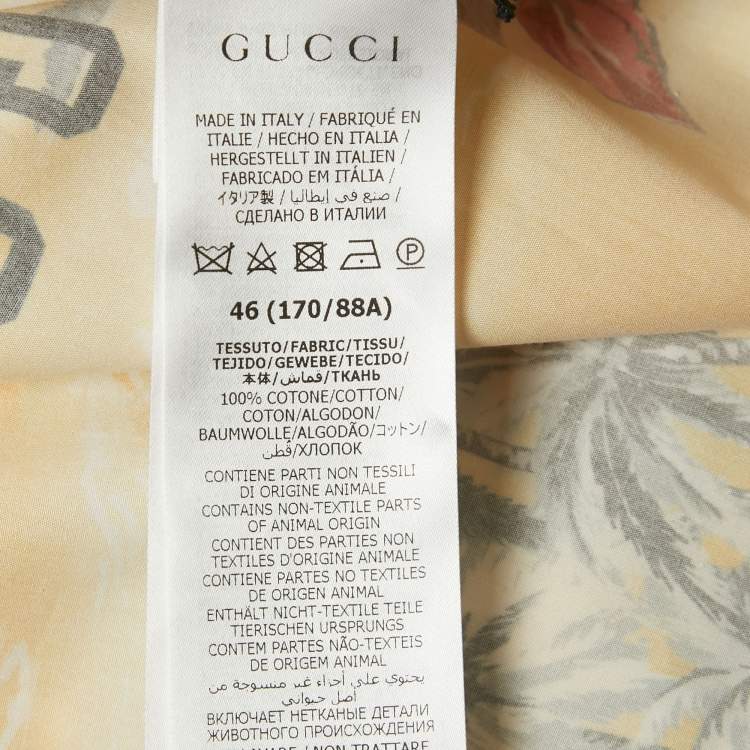 GUCCI
MADE IN ITALY / FABRIQUÉ EN
ITALIE / HECHO EN ITALIA /
HERGESTELLT IN ITALIEN /
FABRICADO EM ITÁLIA /
イタリア製 / صنع في إيطاليا /
СДЕЛАНО В ИТАЛИИ
P
46 (170/88A)
TESSUTO/FABRIC/TISSU/
TEJIDO/GEWEBE/TECIDO/
本体/قماش/ТКАНЬ
100% COTONE/COTTON/
COTON/ALGODON/
BAUMWOLLE/ALGODÃO/コットン/
قطن/ХЛОПОК
CONTIENE PARTI NON TESSILI
DI ORIGINE ANIMALE
CONTAINS NON-TEXTILE PARTS
OF ANIMAL ORIGIN
CONTIENT DES PARTIES NON
TEXTILES D'ORIGINE ANIMALE
CONTIENE PARTES NO TEXTILES
DE ORIGEN ANIMAL
ENTHÄLT NICHT-TEXTILE TEILE
TIERISCHEN URSPRUNGS
CONTEM PARTES NÃO-TEXTEIS
DE ORIGEM ANIMAL
يحتوي على أجزاء غير منسوجة من
أصل حيواني
ВКЛЮЧАЕТ НЕТКАНЫЕ ДЕТАЛИ
ЖИВОТНОГО ПРОИСХОЖДЕНИЯ
LAVARE / NON TRATTARE